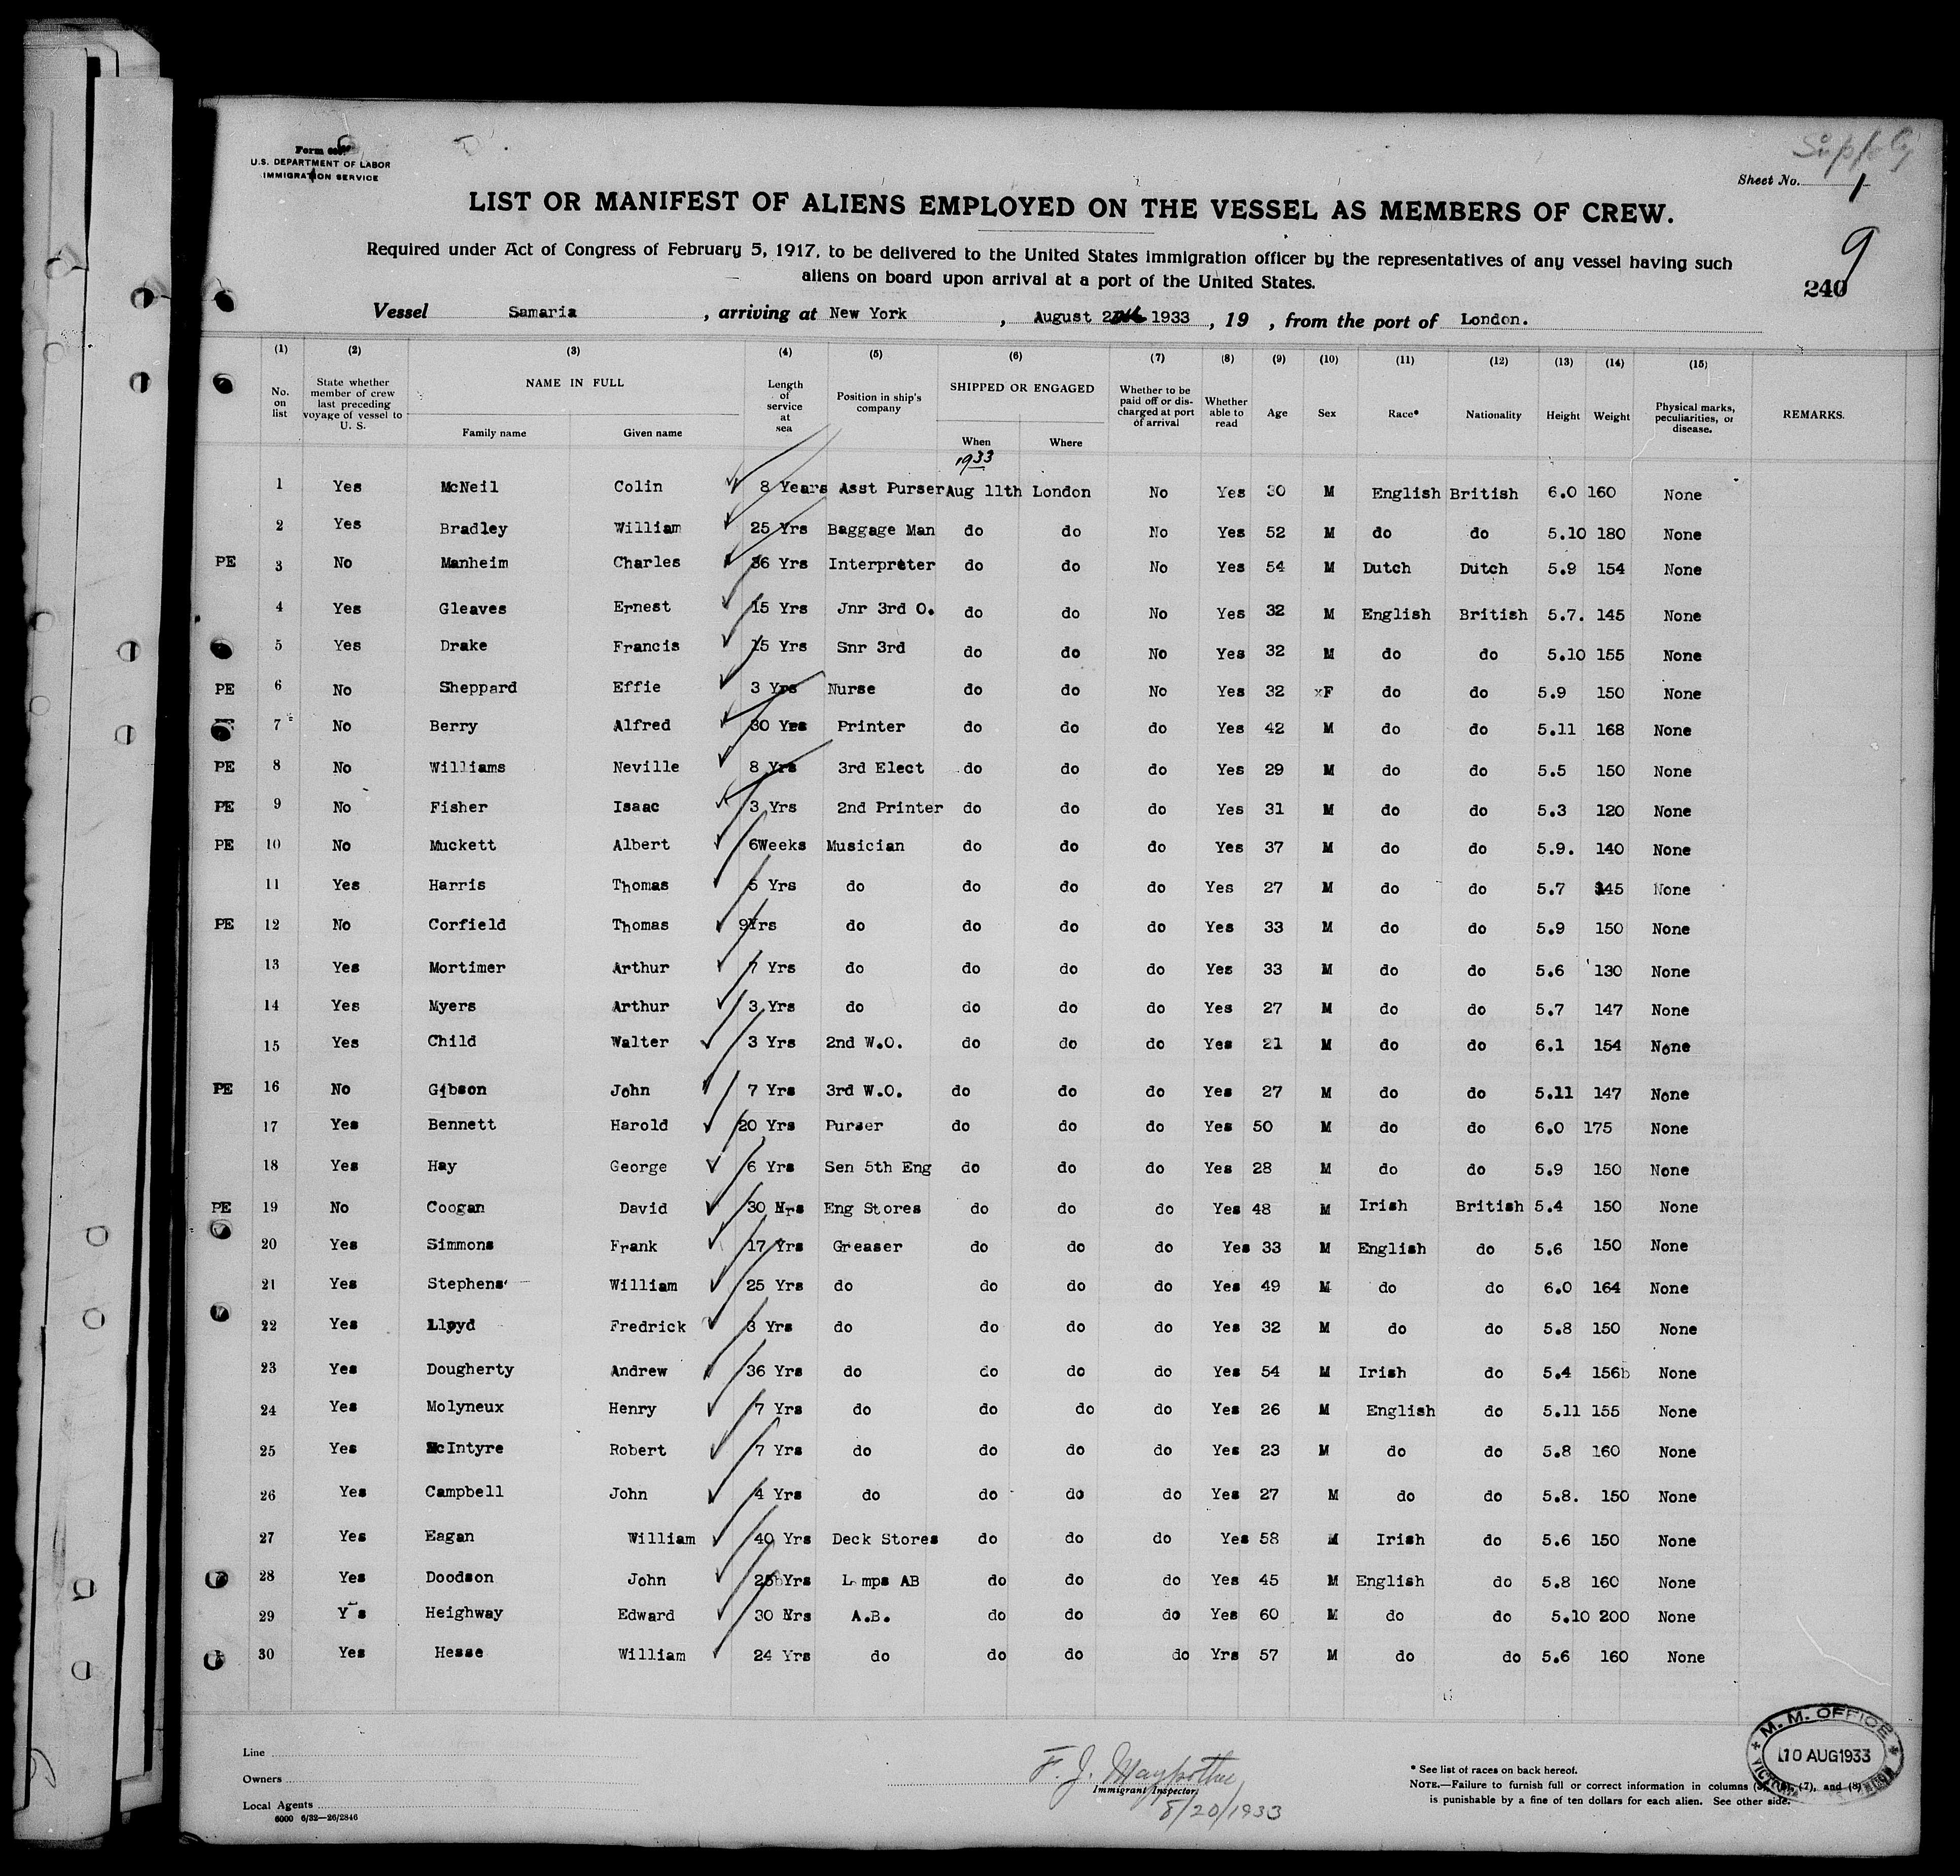 Supply
Form 680
U.S. DEPARTMENT OF LABOR
IMMIGRATION SERVICE
Sheet No. 1
LIST OR MANIFEST OF ALIENS EMPLOYED ON THE VESSEL AS MEMBERS OF CREW.
Required under Act of Congress of February 5, 1917, to be delivered to the United States immigration officer by the representatives of any vessel having such
aliens on board upon arrival at a port of the United States.
9
240
Vessel Samaria , arriving at New York , August 20th 1933 , 19 , from the port of London.
(1) (2) (3) (4) (5) (6) (7) (8) (9) (10) (11) (12) (13) (14) (15)
No. on list State whether member of crew last preceding voyage of vessel to U. S. NAME IN FULL Family name Given name Length of service at sea Position in ship's company SHIPPED OR ENGAGED When Where Whether to be paid off or discharged at port of arrival Whether able to read Age Sex Race* Nationality Height Weight Physical marks, peculiarities, or disease. REMARKS.
1933
1 Yes McNeil Colin 8 Years Asst Purser Aug 11th London No Yes 30 M English British 6.0 160 None
2 Yes Bradley William 25 Yrs Baggage Man do do No Yes 52 M do do 5.10 180 None
PE 3 No Manheim Charles 36 Yrs Interpreter do do No Yes 54 M Dutch Dutch 5.9 154 None
4 Yes Gleaves Ernest 15 Yrs Jnr 3rd O. do do No Yes 32 M English British 5.7. 145 None
5 Yes Drake Francis 15 Yrs Snr 3rd do do No Yes 32 M do do 5.10 155 None
PE 6 No Sheppard Effie 3 Yrs Nurse do do No Yes 32 xF do do 5.9 150 None
7 No Berry Alfred 30 Yrs Printer do do do Yes 42 M do do 5.11 168 None
PE 8 No Williams Neville 8 Yrs 3rd Elect do do do Yes 29 M do do 5.5 150 None
PE 9 No Fisher Isaac 3 Yrs 2nd Printer do do do Yes 31 M do do 5.3 120 None
PE 10 No Muckett Albert 6Weeks Musician do do do Yes 37 M do do 5.9. 140 None
11 Yes Harris Thomas 5 Yrs do do do do Yes 27 M do do 5.7 145 None
PE 12 No Corfield Thomas 9Yrs do do do do Yes 33 M do do 5.9 150 None
13 Yes Mortimer Arthur 7 Yrs do do do do Yes 33 M do do 5.6 130 None
14 Yes Myers Arthur 3 Yrs do do do do Yes 27 M do do 5.7 147 None
15 Yes Child Walter 3 Yrs 2nd W.O. do do do Yes 21 M do do 6.1 154 None
PE 16 No Gibson John 7 Yrs 3rd W.O. do do do Yes 27 M do do 5.11 147 None
17 Yes Bennett Harold 20 Yrs Purser do do do Yes 50 M do do 6.0 175 None
18 Yes Hay George 6 Yrs Sen 5th Eng do do do Yes 28 M do do 5.9 150 None
PE 19 No Coogan David 30 Yrs Eng Stores do do do Yes 48 M Irish British 5.4 150 None
20 Yes Simmons Frank 17 Yrs Greaser do do do Yes 33 M English do 5.6 150 None
21 Yes Stephens William 25 Yrs do do do do Yes 49 M do do 6.0 164 None
22 Yes Lloyd Fredrick 3 Yrs do do do do Yes 32 M do do 5.8 150 None
23 Yes Dougherty Andrew 36 Yrs do do do do Yes 54 M Irish do 5.4 156 None
24 Yes Molyneux Henry 7 Yrs do do do do Yes 26 M English do 5.11 155 None
25 Yes McIntyre Robert 7 Yrs do do do do Yes 23 M do do 5.8 160 None
26 Yes Campbell John 4 Yrs do do do do Yes 27 M do do 5.8. 150 None
27 Yes Eagan William 40 Yrs Deck Stores do do do Yes 58 M Irish do 5.6 150 None
28 Yes Doodson John Yrs Lamps AB do do do Yes 45 M English do 5.8 160 None
29 Y s Heighway Edward 30 Yrs A.B. do do do Yes 60 M do do 5.10 200 None
30 Yes Hesse William 24 Yrs do do do do Yrs 57 M do do 5.6 160 None
Line
Owners
Local Agents
6000 6/32—26/2846
F. J.
Immigrant Inspector.
8/20/1933
* See list of races on back hereof.
NOTE.—Failure to furnish full or correct information in columns (7), and (8)
is punishable by a fine of ten dollars for each alien. See other side.
M. M. OFFICE
10 AUG 1933